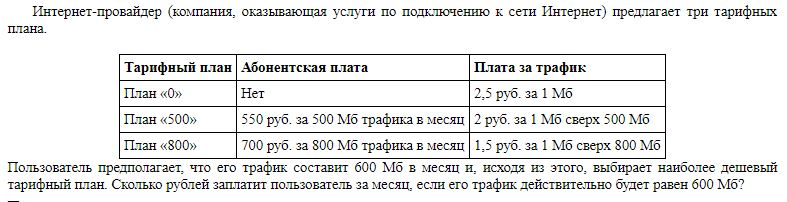 Интернет-провайдер (компания, оказывающая услуги по подключению к сети Интернет) предлагает три тарифных
плана.
Тарифный план Абонентская плата Плата за трафик
План «0» Нет 2,5 руб. за 1 Мб
План «500» 550 руб. за 500 Мб трафика в месяц 2 руб. за 1 Мб сверх 500 Мб
План «800» 700 руб. за 800 Мб трафика в месяц 1,5 руб. за 1 Мб сверх 800 Мб
Пользователь предполагает, что его трафик составит 600 Мб в месяц и, исходя из этого, выбирает наиболее дешевый
тарифный план. Сколько рублей заплатит пользователь за месяц, если его трафик действительно будет равен 600 Мб?